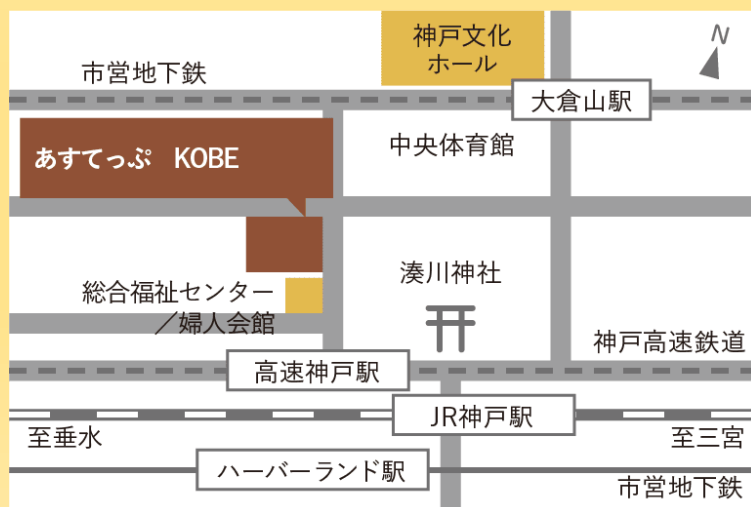 神戸文化
ホール
N
市営地下鉄
大倉山駅
あすてっぷ　KOBE
中央体育館
湊川神社
総合福祉センター
／婦人会館
神戸高速鉄道
高速神戸駅
JR神戸駅
至垂水
至三宮
ハーバーランド駅
市営地下鉄